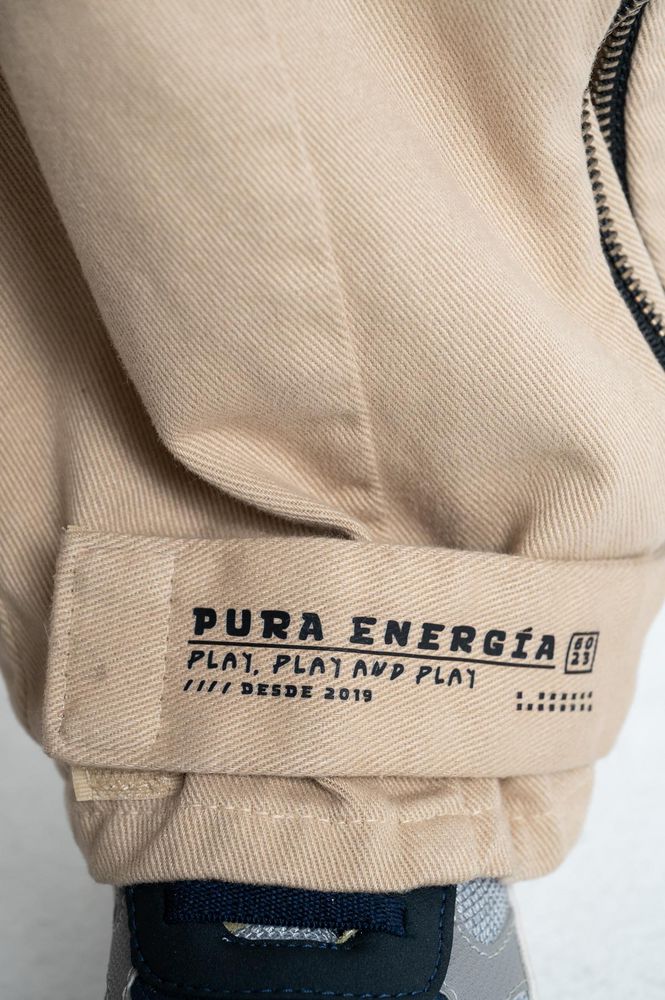 PURA ENERGÍA
PLAY, PLAY AND PLAY
//// DESDE 2019